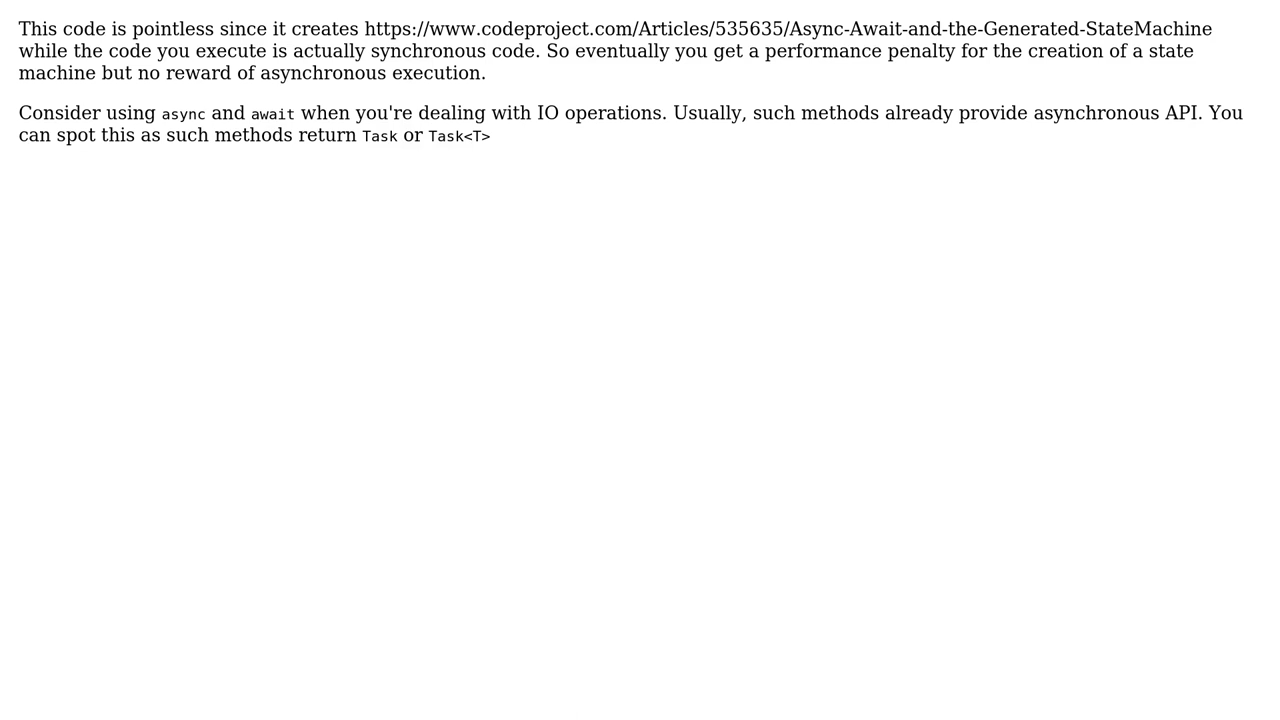 This code is pointless since it creates https://www.codeproject.com/Articles/535635/Async-Await-and-the-Generated-StateMachine
while the code you execute is actually synchronous code. So eventually you get a performance penalty for the creation of a state
machine but no reward of asynchronous execution.
Consider using async and await when you're dealing with IO operations. Usually, such methods already provide asynchronous API. You
can spot this as such methods return Task or Task<T>